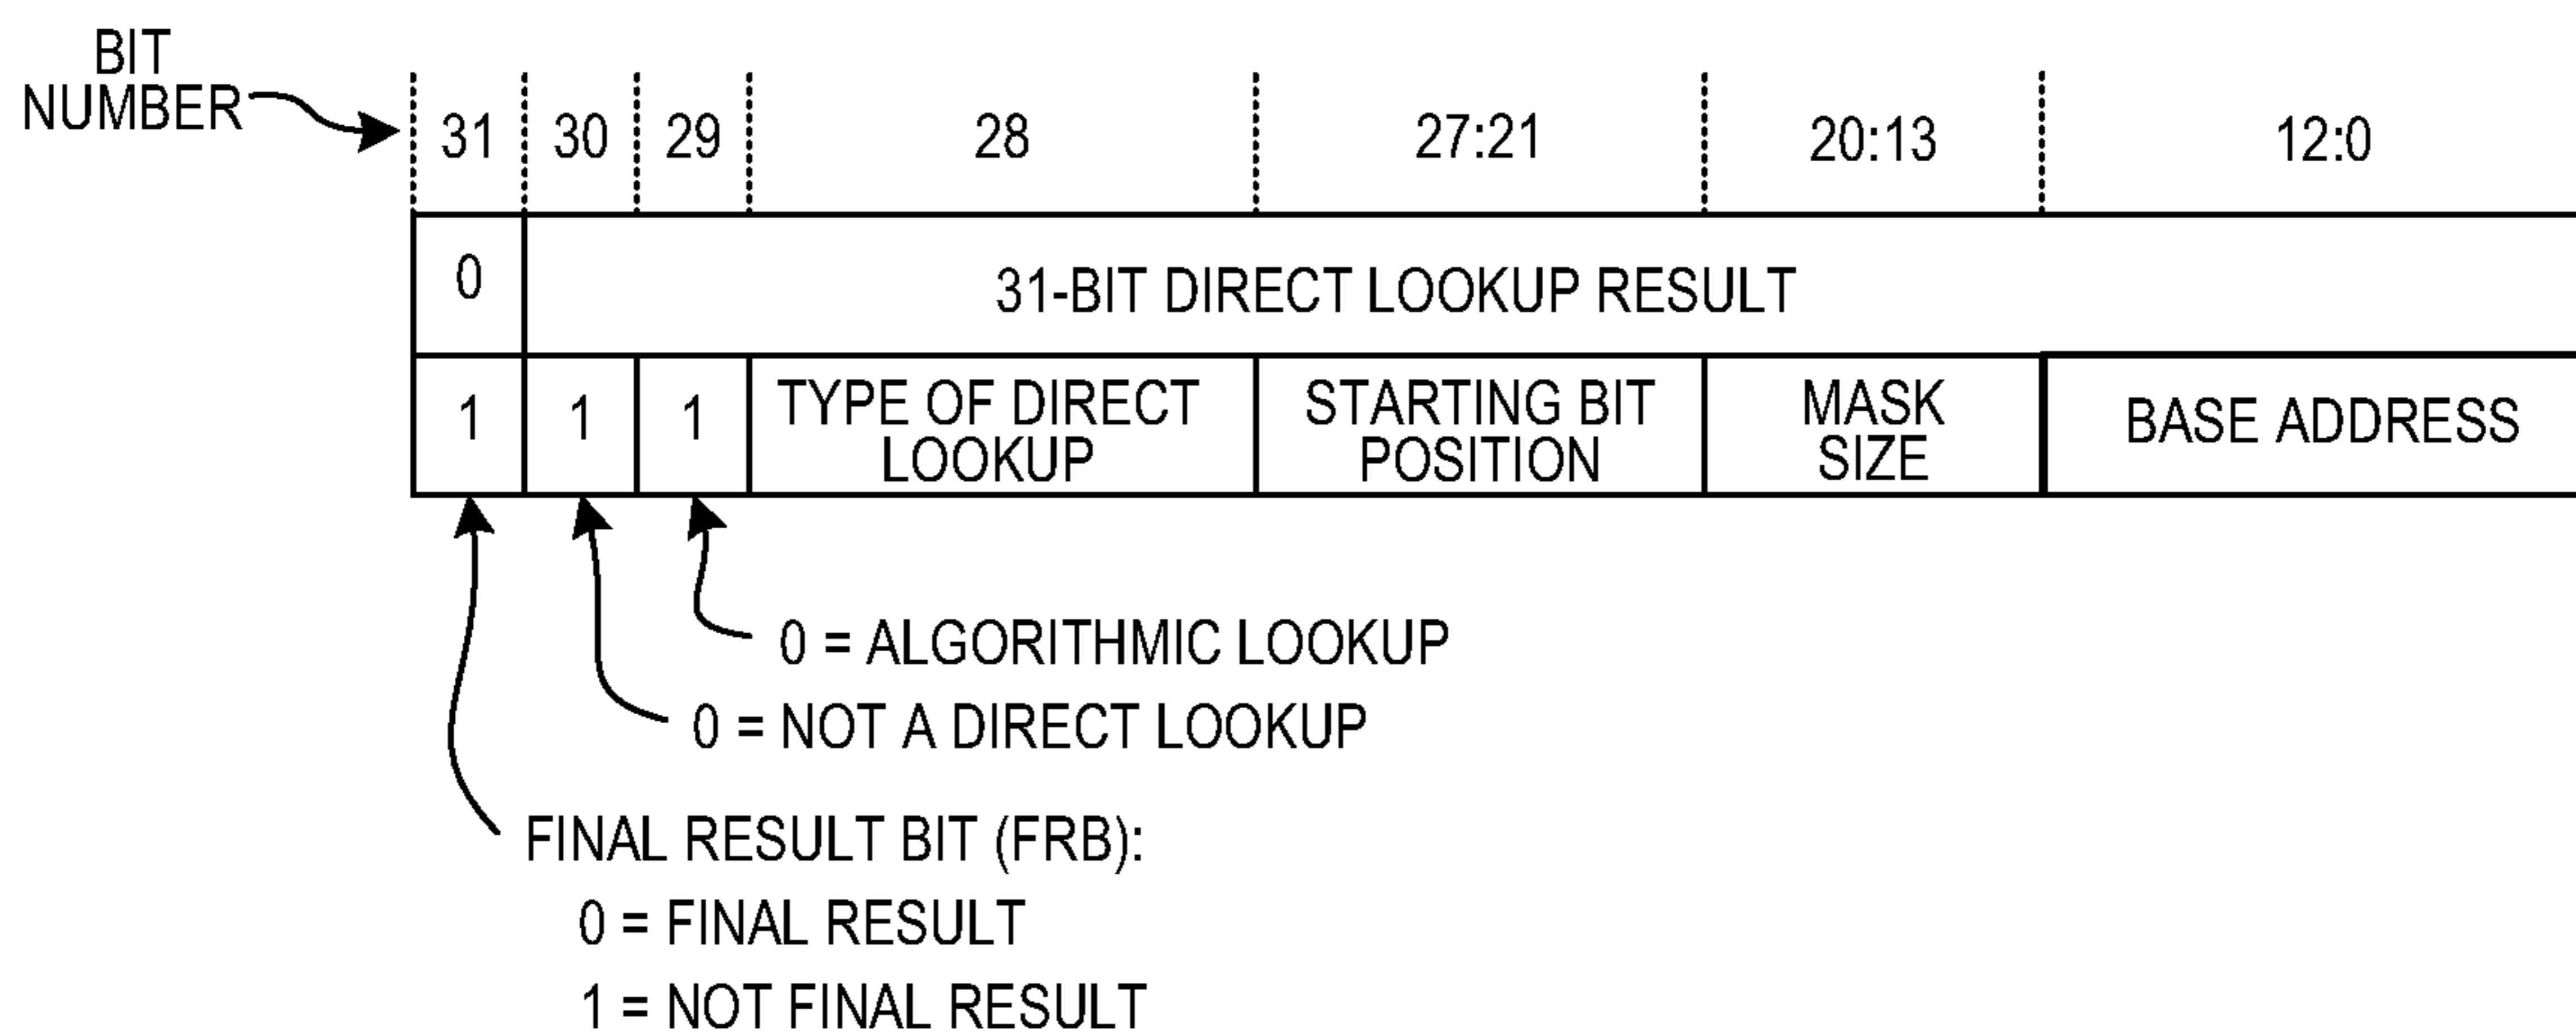 BIT
NUMBER
31 30 29 28 27:21 20:13 12:0
0 31-BIT DIRECT LOOKUP RESULT
1 1 1 TYPE OF DIRECT
LOOKUP
STARTING BIT
POSITION
MASK
SIZE
BASE ADDRESS
0 = ALGORITHMIC LOOKUP
0 = NOT A DIRECT LOOKUP
FINAL RESULT BIT (FRB):
0 = FINAL RESULT
1 = NOT FINAL RESULT